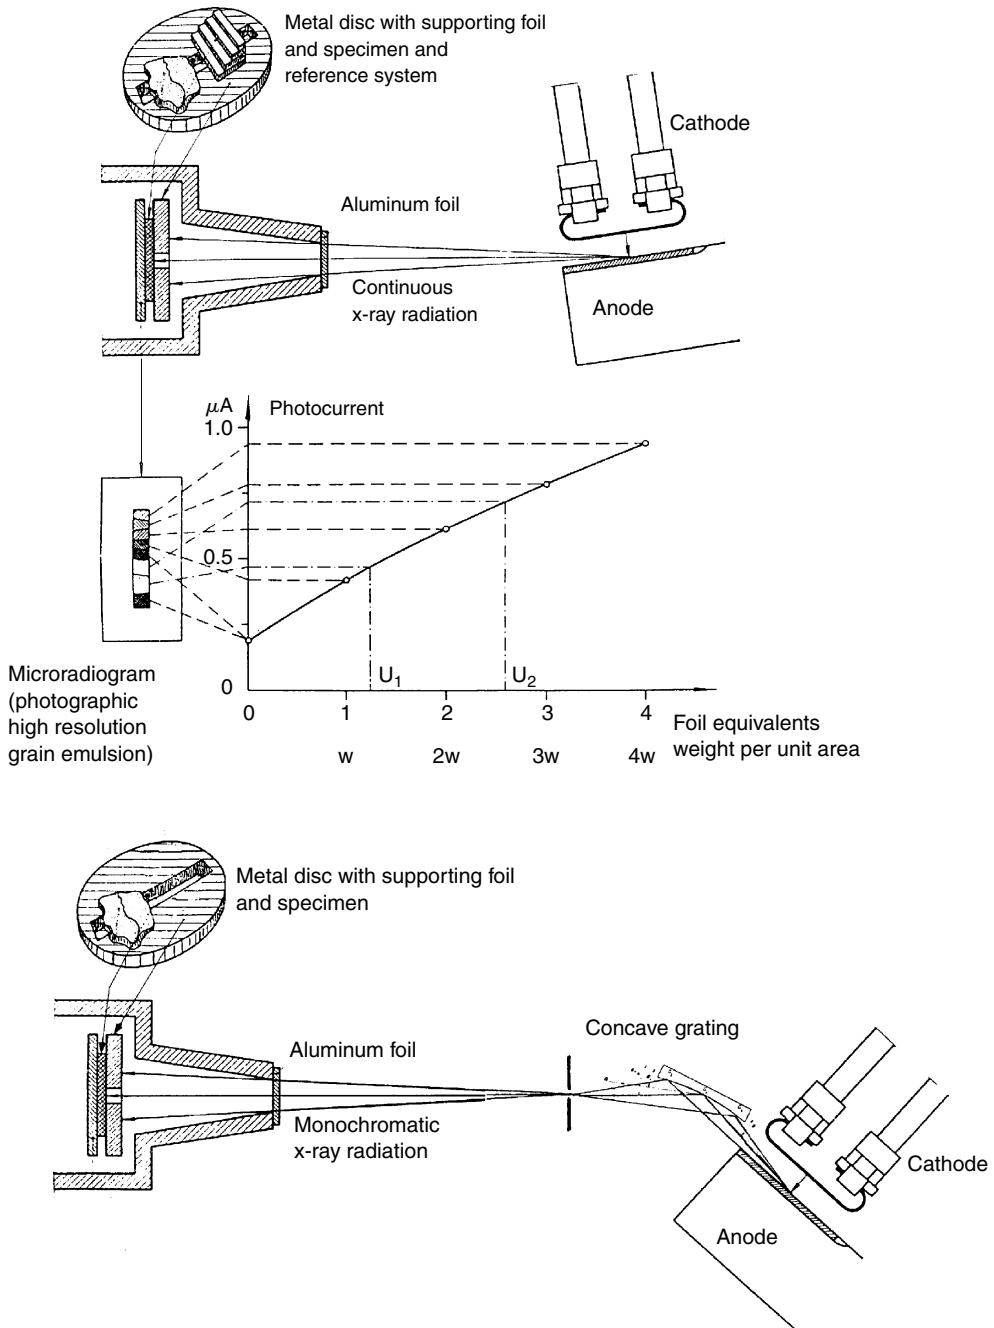 Metal disc with supporting foil
and specimen and
reference system
Cathode
Aluminum foil
Continuous
x-ray radiation
Anode
μA
Photocurrent
1.0
0.5
0
U1
U2
0 1 2 3 4
w 2w 3w 4w
Foil equivalents
weight per unit area
Microradiogram
(photographic
high resolution
grain emulsion)
Metal disc with supporting foil
and specimen
Concave grating
Aluminum foil
Monochromatic
x-ray radiation
Cathode
Anode